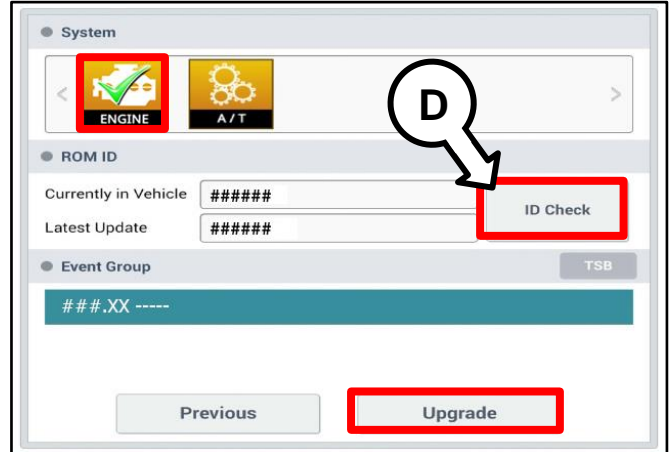 System
<
ENGINE
A/T
D
>
ROM ID
Currently in Vehicle ######
ID Check
Latest Update ######
Event Group TSB
###.XX -----
Previous Upgrade